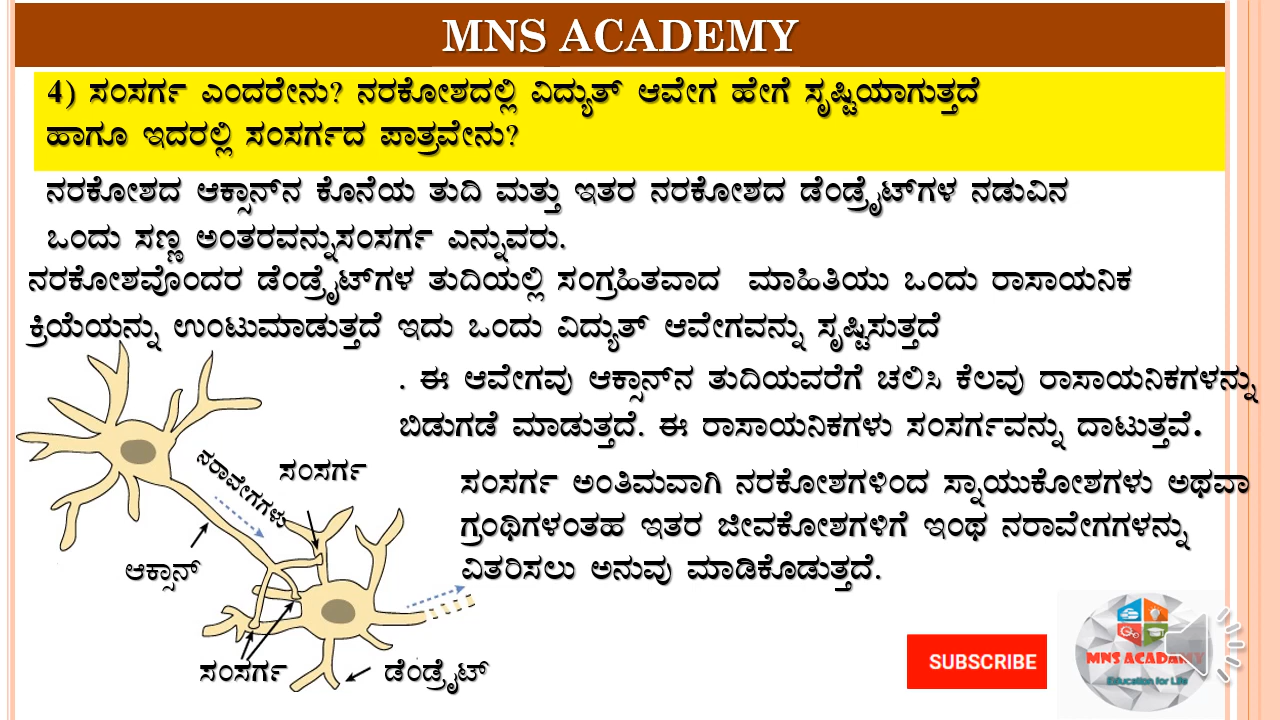 MNS ACADEMY
4) ಸಂಸರ್ಗ ಎಂದರೇನು? ನರಕೋಶದಲ್ಲಿ ವಿದ್ಯುತ್ ಆವೇಗ ಹೇಗೆ ಸೃಷ್ಟಿಯಾಗುತ್ತದೆ
ಹಾಗೂ ಇದರಲ್ಲಿ ಸಂಸರ್ಗದ ಪಾತ್ರವೇನು?
ನರಕೋಶದ ಆಕ್ಸಾನ್‌ನ ಕೊನೆಯ ತುದಿ ಮತ್ತು ಇತರ ನರಕೋಶದ ಡೆಂಡ್ರೈಟ್‌ಗಳ ನಡುವಿನ
ಒಂದು ಸಣ್ಣ ಅಂತರವನ್ನುಸಂಸರ್ಗ ಎನ್ನುವರು.
ನರಕೋಶವೊಂದರ ಡೆಂಡ್ರೈಟ್‌ಗಳ ತುದಿಯಲ್ಲಿ ಸಂಗ್ರಹಿತವಾದ ಮಾಹಿತಿಯು ಒಂದು ರಾಸಾಯನಿಕ
ಕ್ರಿಯೆಯನ್ನು ಉಂಟುಮಾಡುತ್ತದೆ ಇದು ಒಂದು ವಿದ್ಯುತ್ ಆವೇಗವನ್ನು ಸೃಷ್ಟಿಸುತ್ತದೆ
. ಈ ಆವೇಗವು ಆಕ್ಸಾನ್‌ನ ತುದಿಯವರೆಗೆ ಚಲಿಸಿ ಕೆಲವು ರಾಸಾಯನಿಕಗಳನ್ನು
ಬಿಡುಗಡೆ ಮಾಡುತ್ತದೆ. ಈ ರಾಸಾಯನಿಕಗಳು ಸಂಸರ್ಗವನ್ನು ದಾಟುತ್ತವೆ.
ಸಂಸರ್ಗ ಅಂತಿಮವಾಗಿ ನರಕೋಶಗಳಿಂದ ಸ್ನಾಯುಕೋಶಗಳು ಅಥವಾ
ಗ್ರಂಥಿಗಳಂತಹ ಇತರ ಜೀವಕೋಶಗಳಿಗೆ ಇಂಥ ನರಾವೇಗಗಳನ್ನು
ವಿತರಿಸಲು ಅನುವು ಮಾಡಿಕೊಡುತ್ತದೆ.
ನರಾವೇಗಗಳು
ಸಂಸರ್ಗ
ಆಕ್ಸಾನ್
ಸಂಸರ್ಗ
ಡೆಂಡ್ರೈಟ್
SUBSCRIBE
MNS ACADEMY
Education for Life